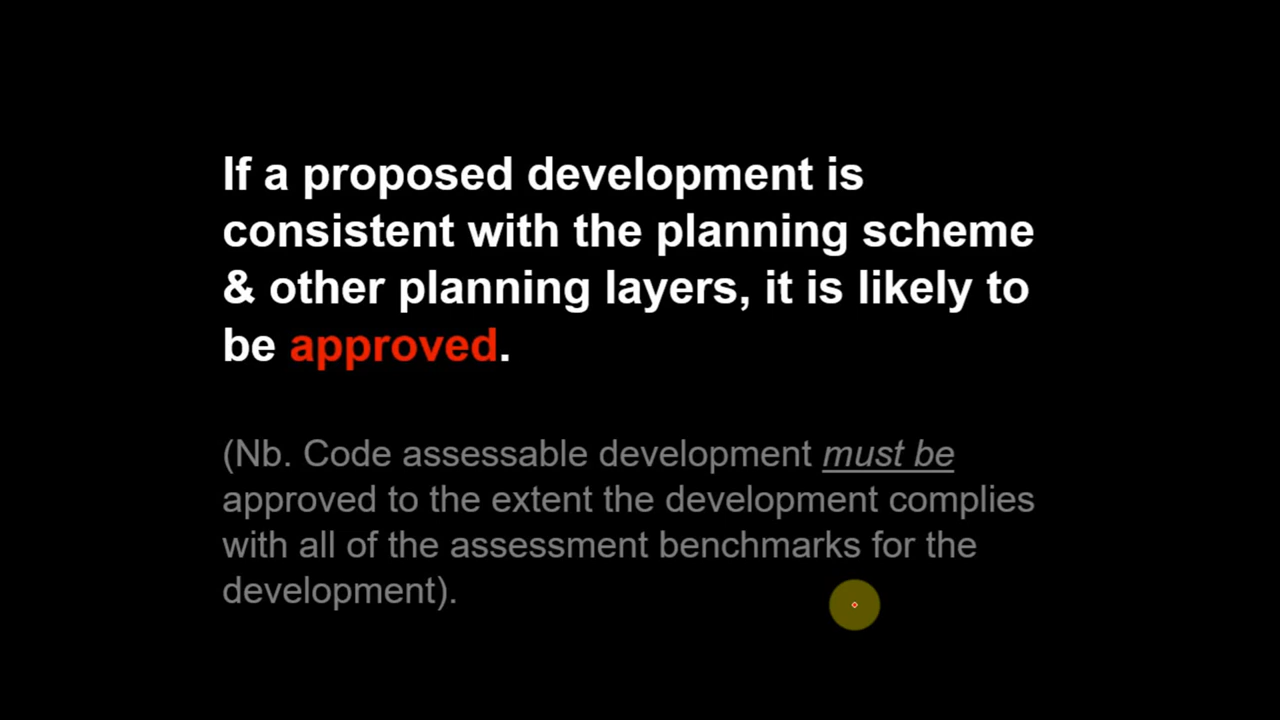 If a proposed development is
consistent with the planning scheme
& other planning layers, it is likely to
be approved.
(Nb. Code assessable development must be
approved to the extent the development complies
with all of the assessment benchmarks for the
development).